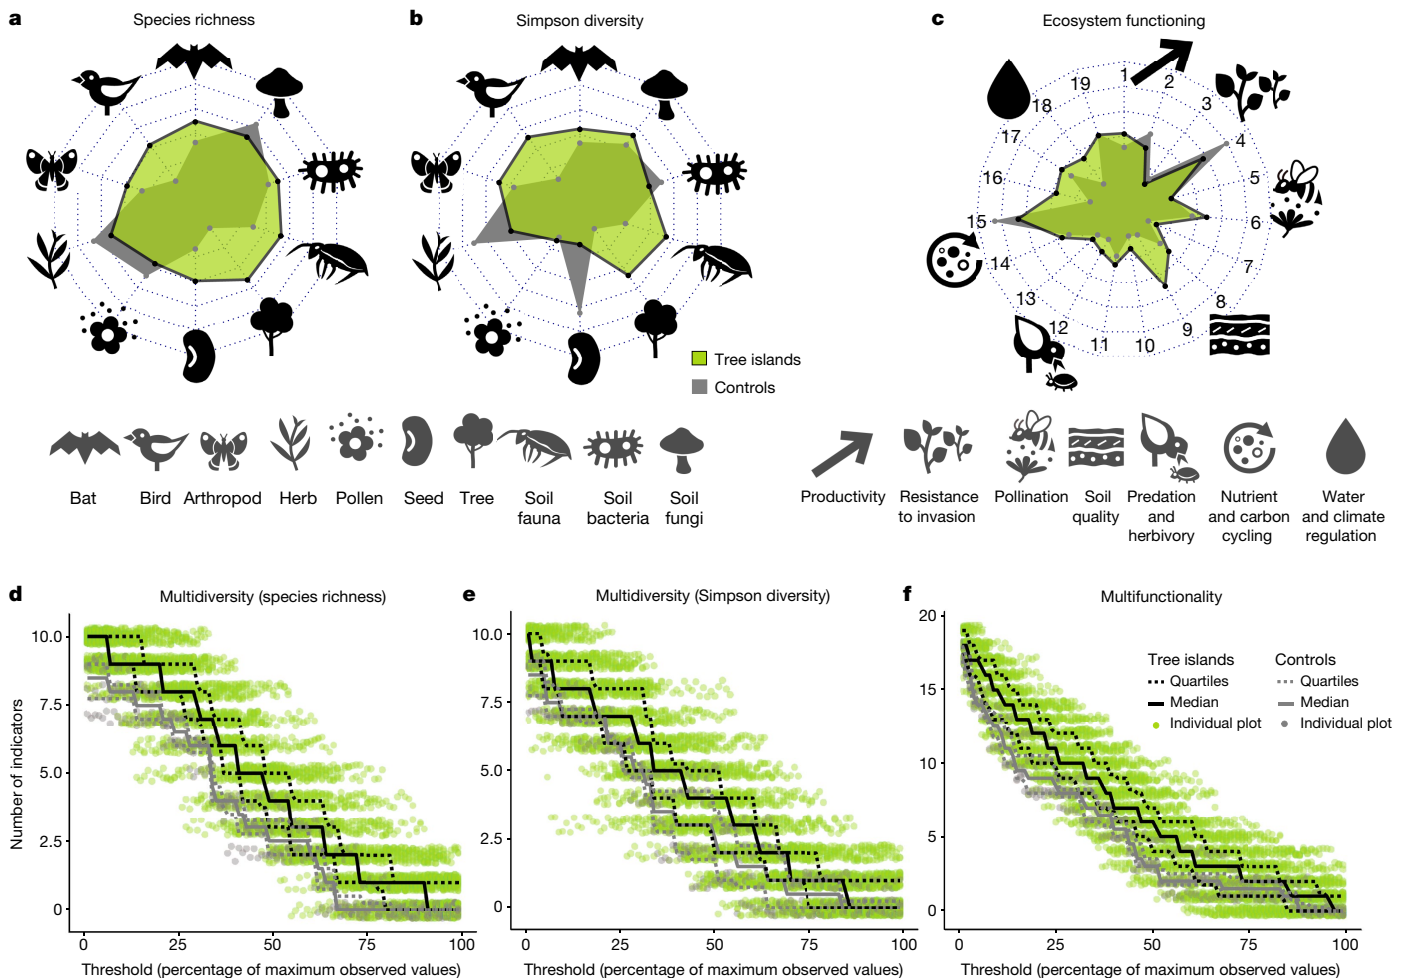 a
Species richness
b
Simpson diversity
c
Ecosystem functioning
1
2
3
4
5
6
7
8
9
10
11
12
13
14
15
16
17
18
19
Tree islands
Controls
Bat
Bird
Arthropod
Herb
Pollen
Seed
Tree
Soil
fauna
Soil
bacteria
Soil
fungi
Productivity
Resistance
to invasion
Pollination
Soil
quality
Predation
and
herbivory
Nutrient
and carbon
cycling
Water
and climate
regulation
d
Multidiversity (species richness)
Number of indicators
10.0
7.5
5.0
2.5
0
0
25
50
75
100
Threshold (percentage of maximum observed values)
e
Multidiversity (Simpson diversity)
10.0
7.5
5.0
2.5
0
0
25
50
75
100
Threshold (percentage of maximum observed values)
f
Multifunctionality
20
15
10
5
0
0
25
50
75
100
Threshold (percentage of maximum observed values)
Tree islands
Quartiles
Median
Individual plot
Controls
Quartiles
Median
Individual plot